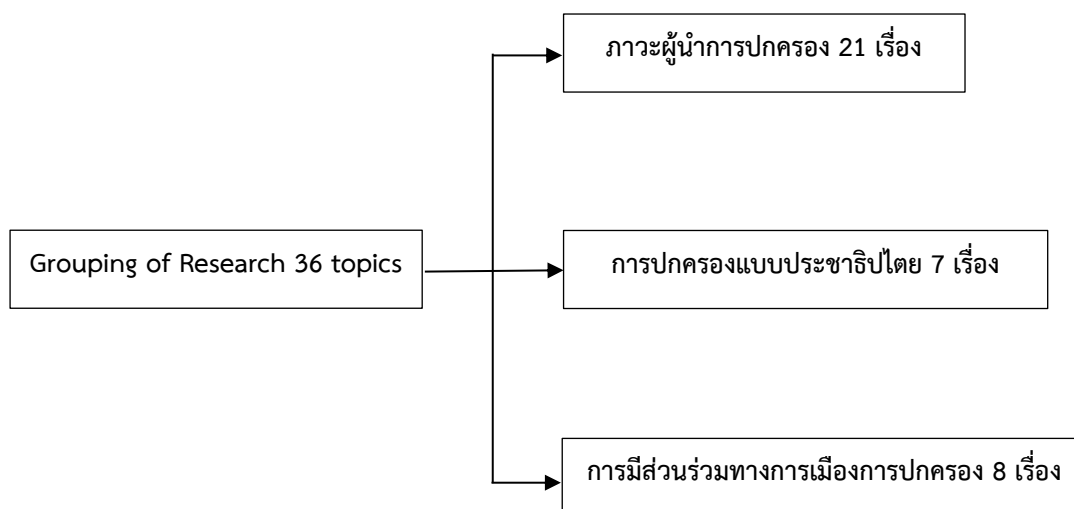 ภาวะผู้นำการปกครอง 21 เรื่อง
Grouping of Research 36 topics
การปกครองแบบประชาธิปไตย 7 เรื่อง
การมีส่วนร่วมทางการเมืองการปกครอง 8 เรื่อง